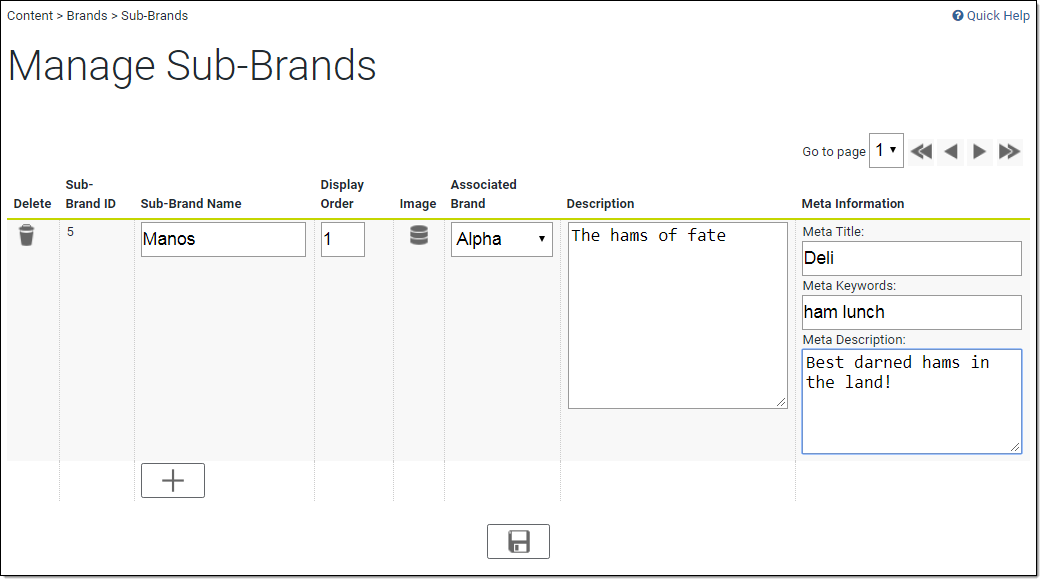 Content > Brands > Sub-Brands
Quick Help
Manage Sub-Brands
Go to page 1
Delete
Sub-
Brand ID
Sub-Brand Name
Display
Order
Image
Associated
Brand
Description
Meta Information
5
Manos
1
Alpha
The hams of fate
Meta Title:
Deli
Meta Keywords:
ham lunch
Meta Description:
Best darned hams in
the land!